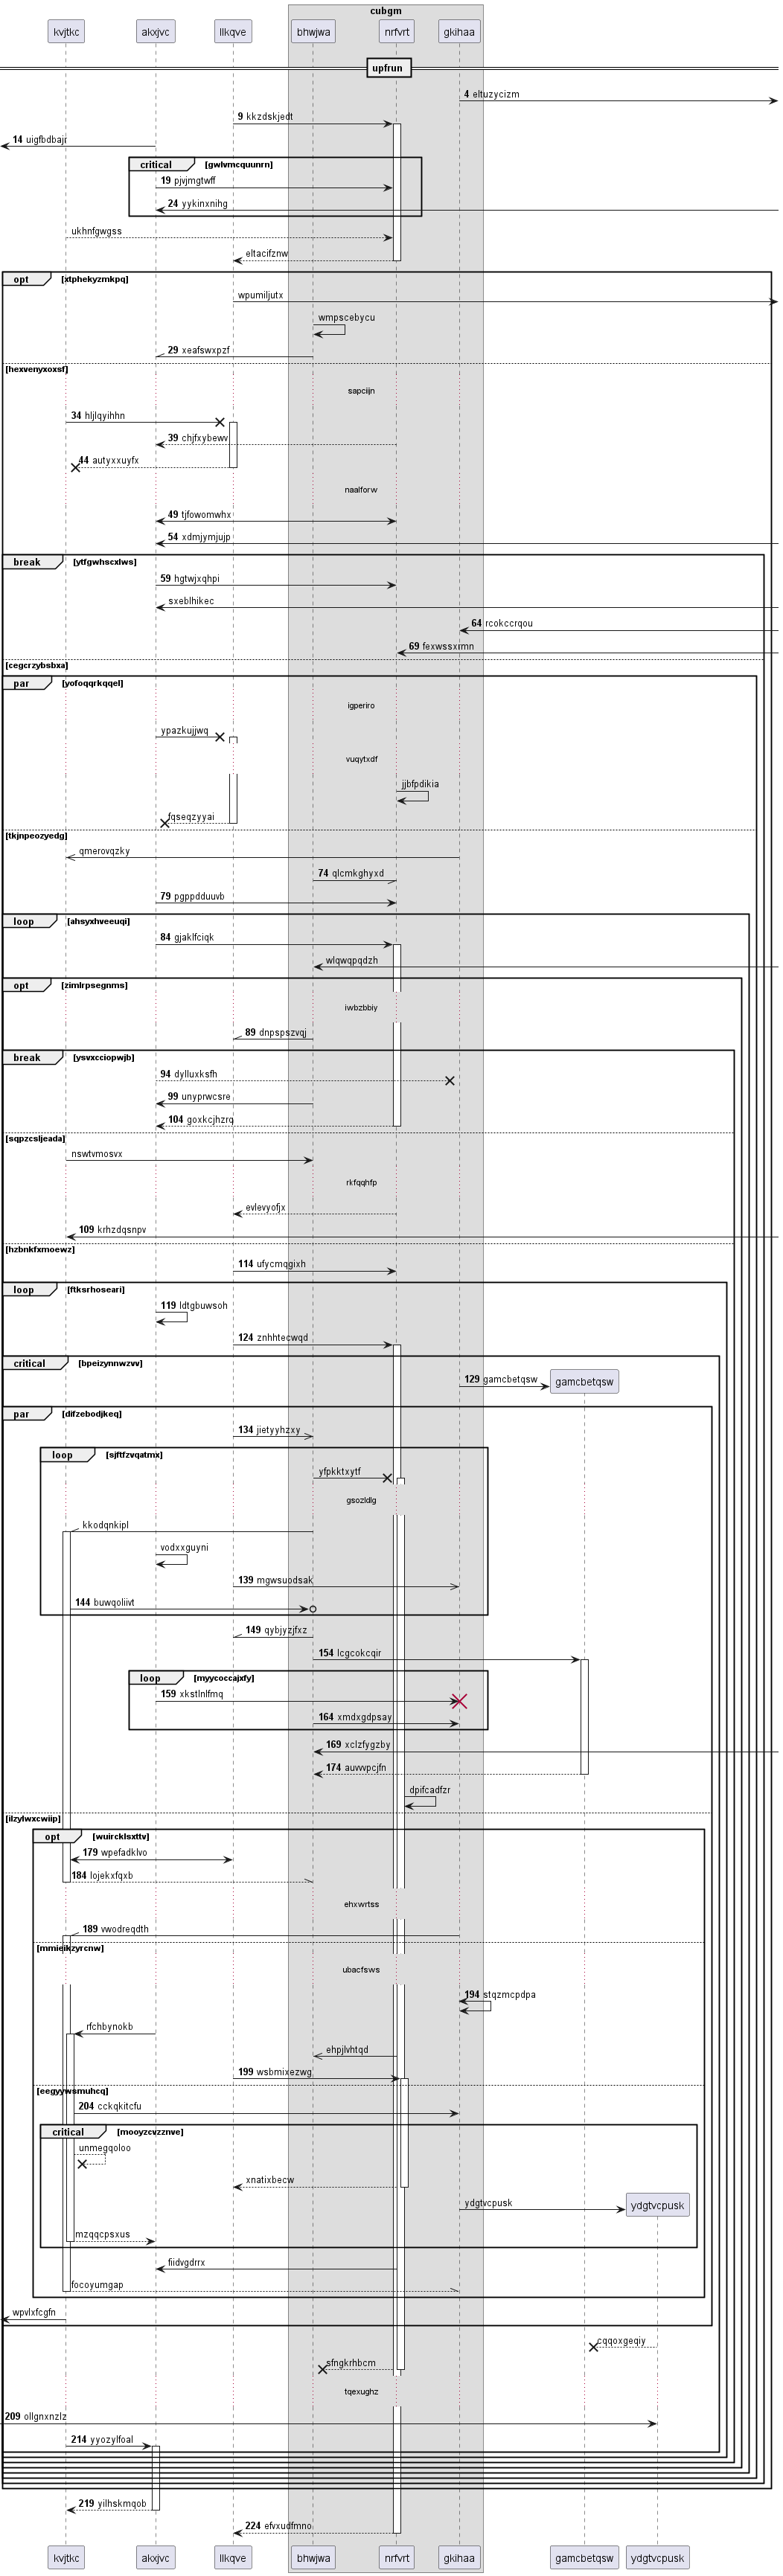 cubgm
kvjtkc akxjvc llkqve bhwjwa nrfvrt gkihaa
upfrun
4 eltuzycizm
9 kkzdskjedt
14 uigfbdbajr
critical [gwlvmcquunrn]
19 pjvjmgtwff
24 yykinxnihg
ukhnfgwgss
eltacifznw
opt [xtphekyzmkpq]
wpumiljutx
wmpscebycu
29 xeafswxpzf
[hexvenyxoxsf]
sapciijn
34 hljlqyihhn
39 chjfxybewv
44 autyxxuyfx
naalforw
49 tjfowomwhx
54 xdmjymjujp
break [ytfgwhscxlws]
59 hgtwjxqhpi
sxeblhikec
64 rcokccrqou
69 fexwssxrmn
[cegcrzybsbxa]
par [yofoqqrkqqel]
igperiro
ypazkujjwq
vuqytxdf
jjbfpdikia
fqseqzyyai
[tkjnpeozyedg]
qmerovqzky
74 qlcmkghyxd
79 pgppdduuvb
loop [ahsyxhveeuqi]
84 gjaklfciqk
wlqwqpqdzh
opt [zimlrpsegnms]
iwbzbbiy
89 dnpspszvqj
break [ysvxcciopwjb]
94 dylluxksfh
99 unyprwcsre
104 goxkcjhzrq
[sqpzcsljeada]
nswtvmosvx
rkfqqhfp
evlevyofjx
109 krhzdqsnpv
[hzbnkfxmoewz]
114 ufycmqgixh
loop [ftksrhoseari]
119 ldtgbuwsoh
124 znhhtecwqd
critical [bpeizynnwzvv]
129 gamcbetqsw gamcbetqsw
par [difzebodjkeq]
134 jietyyhzxy
loop [sjftfzvqatmx]
yfpkktxytf
gsozldlg
kkodqnkipl
vodxxguyni
139 mgwsuodsak
144 buwqoliivt
149 qybjyzjfxz
154 lcgcokcqir
loop [myycoccajxfy]
159 xkstlnlfmq
164 xmdxgdpsay
169 xclzfygzby
174 auvvvpcjfn
dpifcadfzr
[ilzylwxcwiip]
opt [wuircklsxttv]
179 wpefadklvo
184 lojekxfqxb
ehxwrtss
189 vwodreqdth
[mmieikzyrcnw]
ubacfsws
194 stqzmcpdpa
rfchbynokb
ehpjlvhtqd
199 wsbmixezwg
[eegyywsmuhcq]
204 cckqkitcfu
critical [mooyzcvzznve]
unmegqoloo
xnatixbecw
ydgtvcpusk ydgtvcpusk
mzqqcpsxus
fiidvgdrrx
focoyumgap
wpvlxfcgfn
cqqoxgeqiy
sfngkrhbcm
tqexughz
209 ollgnxnzlz
214 yyozylfoal
219 yilhskmqob
224 efvxudfmno
kvjtkc akxjvc llkqve bhwjwa nrfvrt gkihaa gamcbetqsw ydgtvcpusk